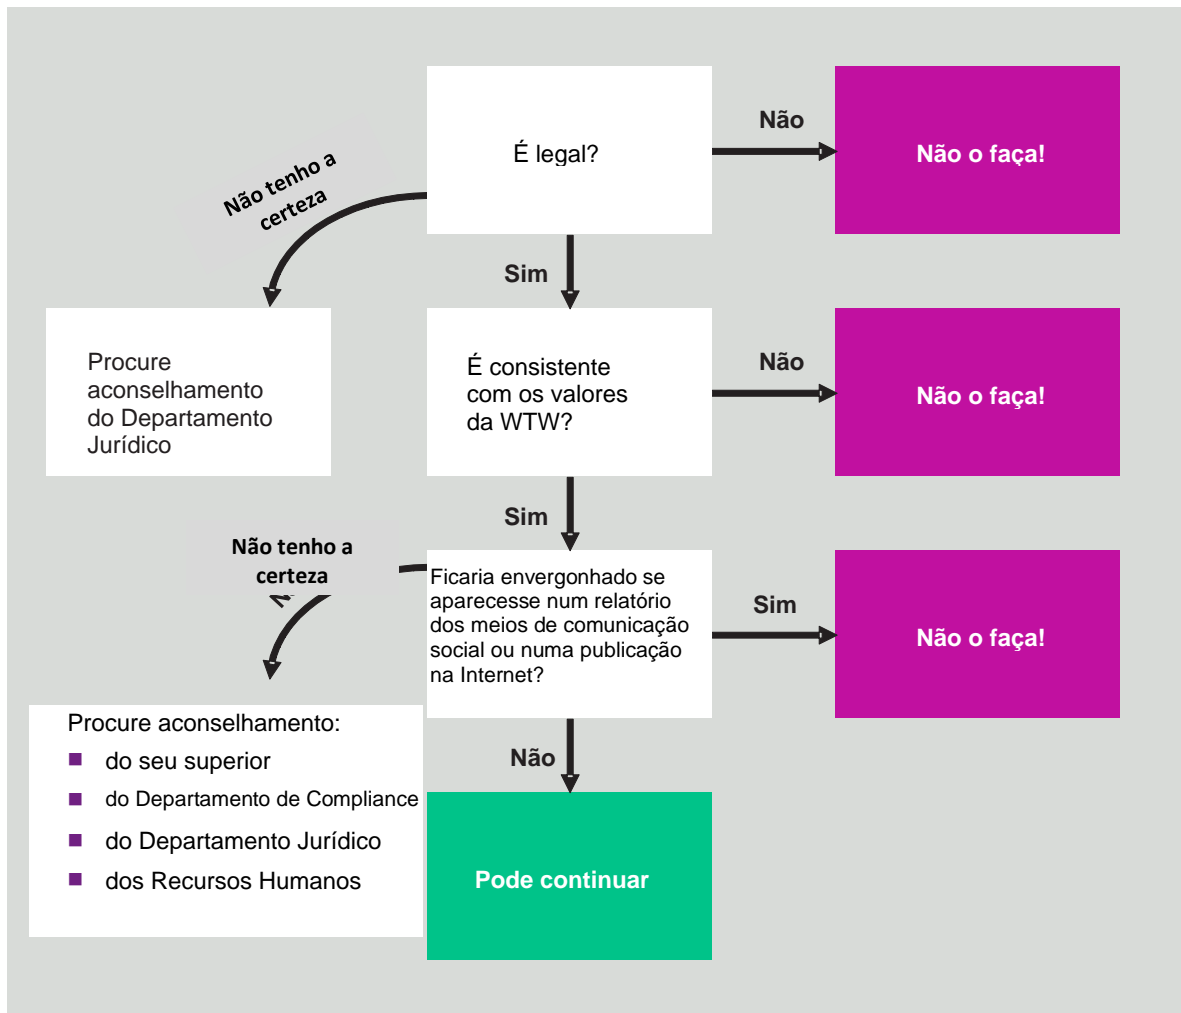 É legal?
Não
Não o faça!
Não tenho a
certeza
Sim
Procure
aconselhamento
do Departamento
Jurídico
É consistente
com os valores
da WTW?
Não
Não o faça!
Sim
Não tenho a
certeza
Ficaria envergonhado se
aparecesse num relatório
dos meios de comunicação
social ou numa publicação
na Internet?
Sim
Não o faça!
Procure aconselhamento:
do seu superior
do Departamento de Compliance
do Departamento Jurídico
dos Recursos Humanos
Não
Pode continuar